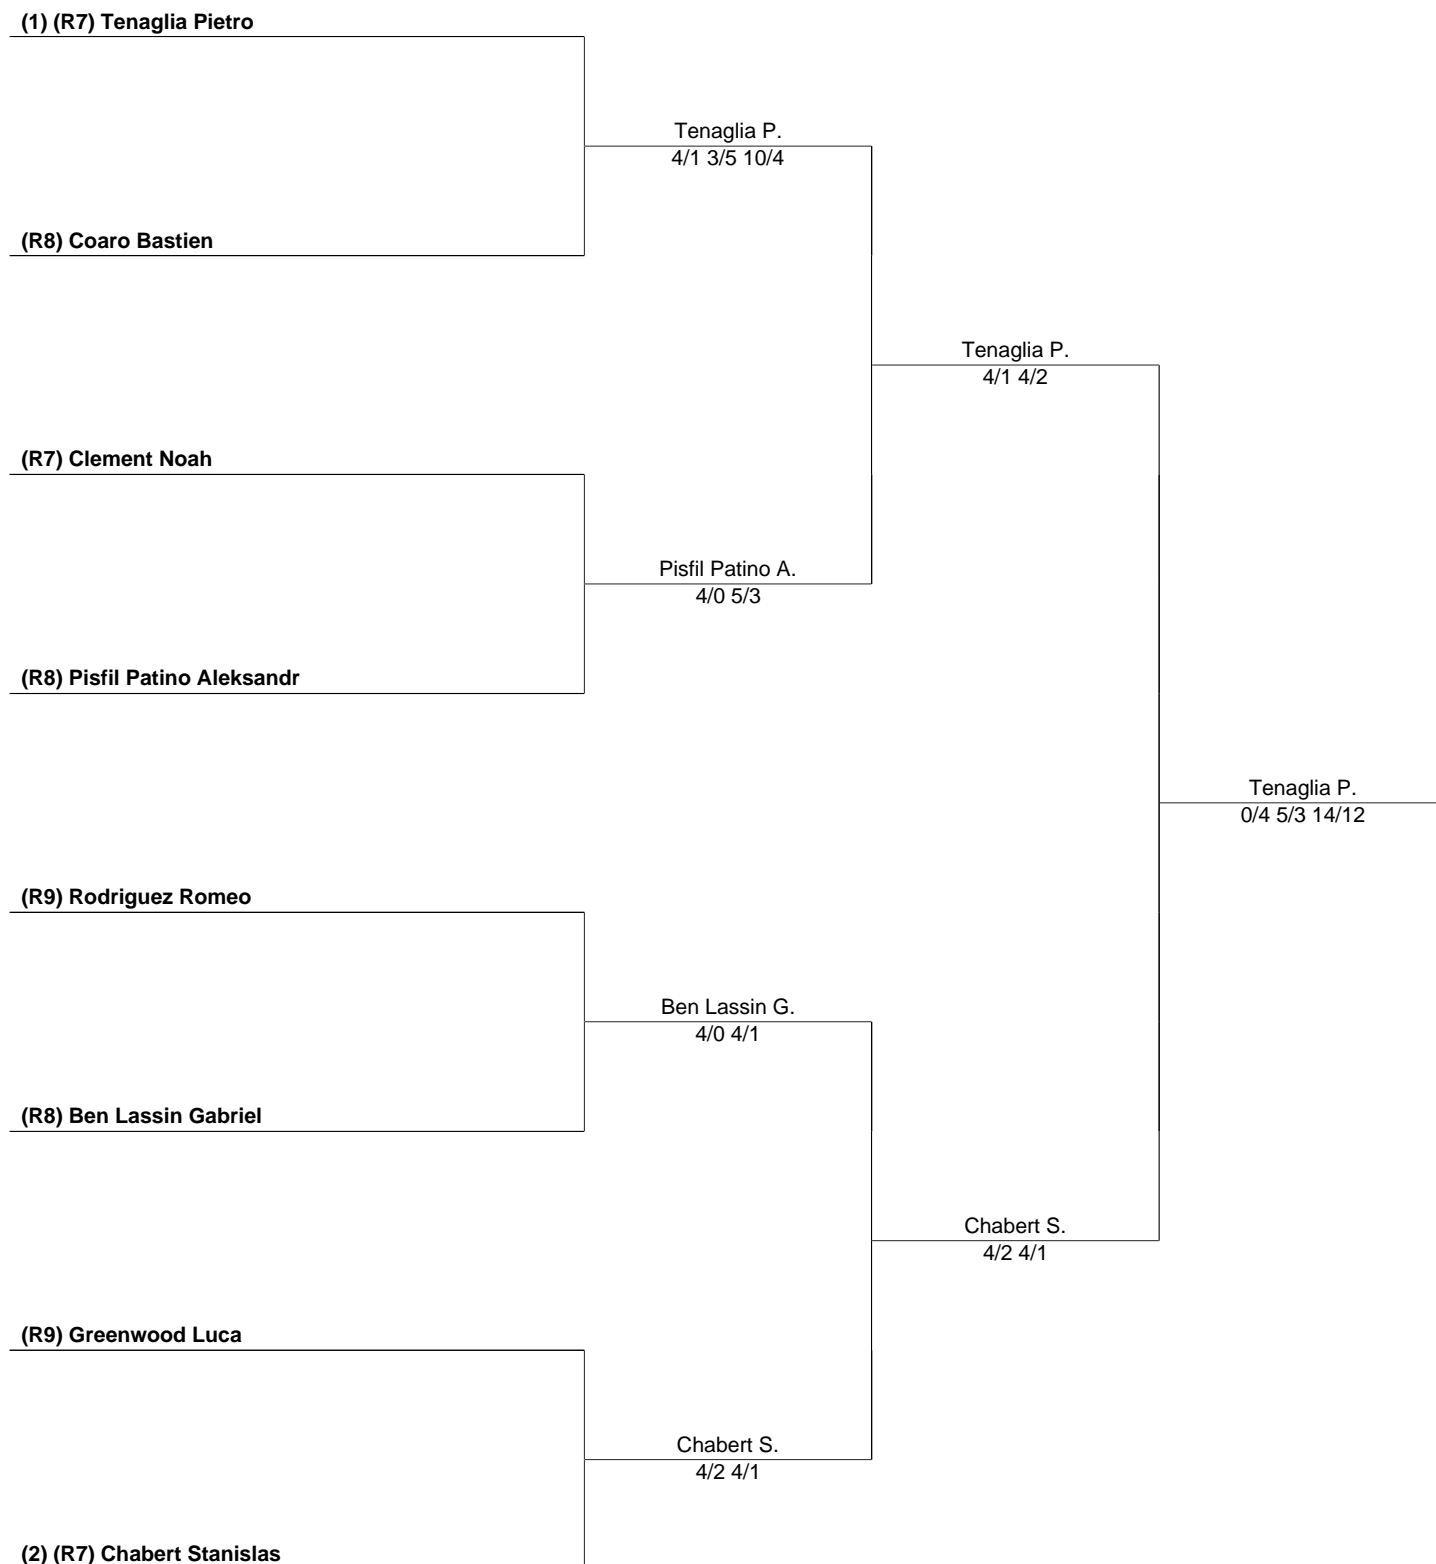 (1) (R7) Tenaglia Pietro
Tenaglia P.
4/1 3/5 10/4
(R8) Coaro Bastien
Tenaglia P.
4/1 4/2
(R7) Clement Noah
Pisfil Patino A.
4/0 5/3
(R8) Pisfil Patino Aleksandr
Tenaglia P.
0/4 5/3 14/12
(R9) Rodriguez Romeo
Ben Lassin G.
4/0 4/1
(R8) Ben Lassin Gabriel
Chabert S.
4/2 4/1
(R9) Greenwood Luca
Chabert S.
4/2 4/1
(2) (R7) Chabert Stanislas